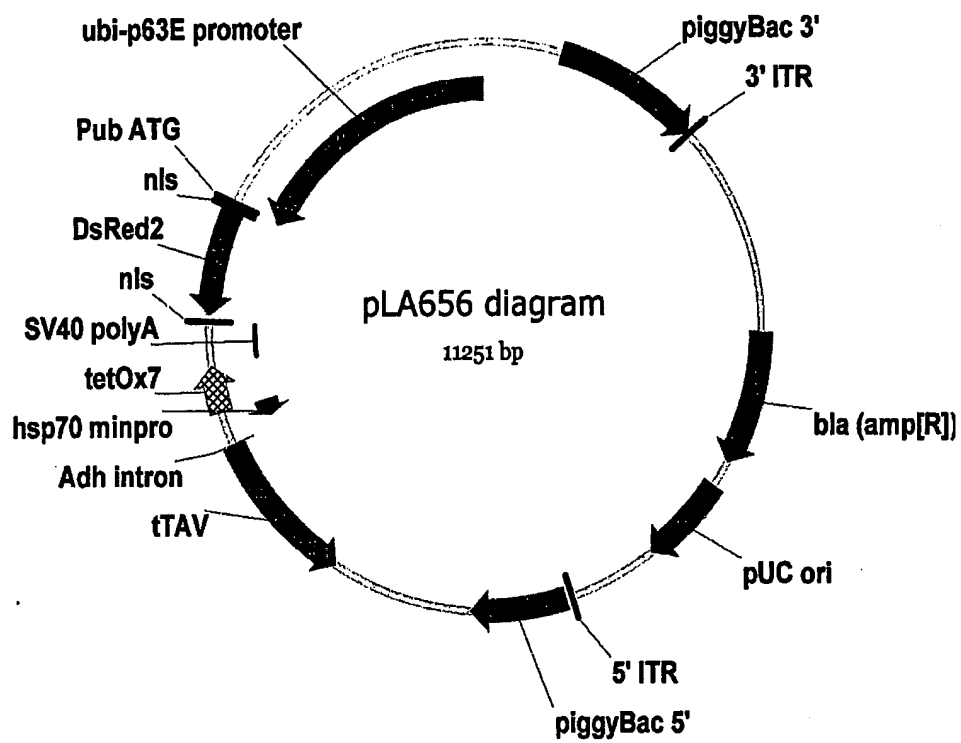 ubi-p63E promoter
piggyBac 3'
3' ITR
Pub ATG
nls
DsRed2
nls
SV40 polyA
tetOx7
hsp70 minpro
Adh intron
tTAV
pLA656 diagram
11251 bp
bla (amp[R])
pUC ori
5' ITR
piggyBac 5'